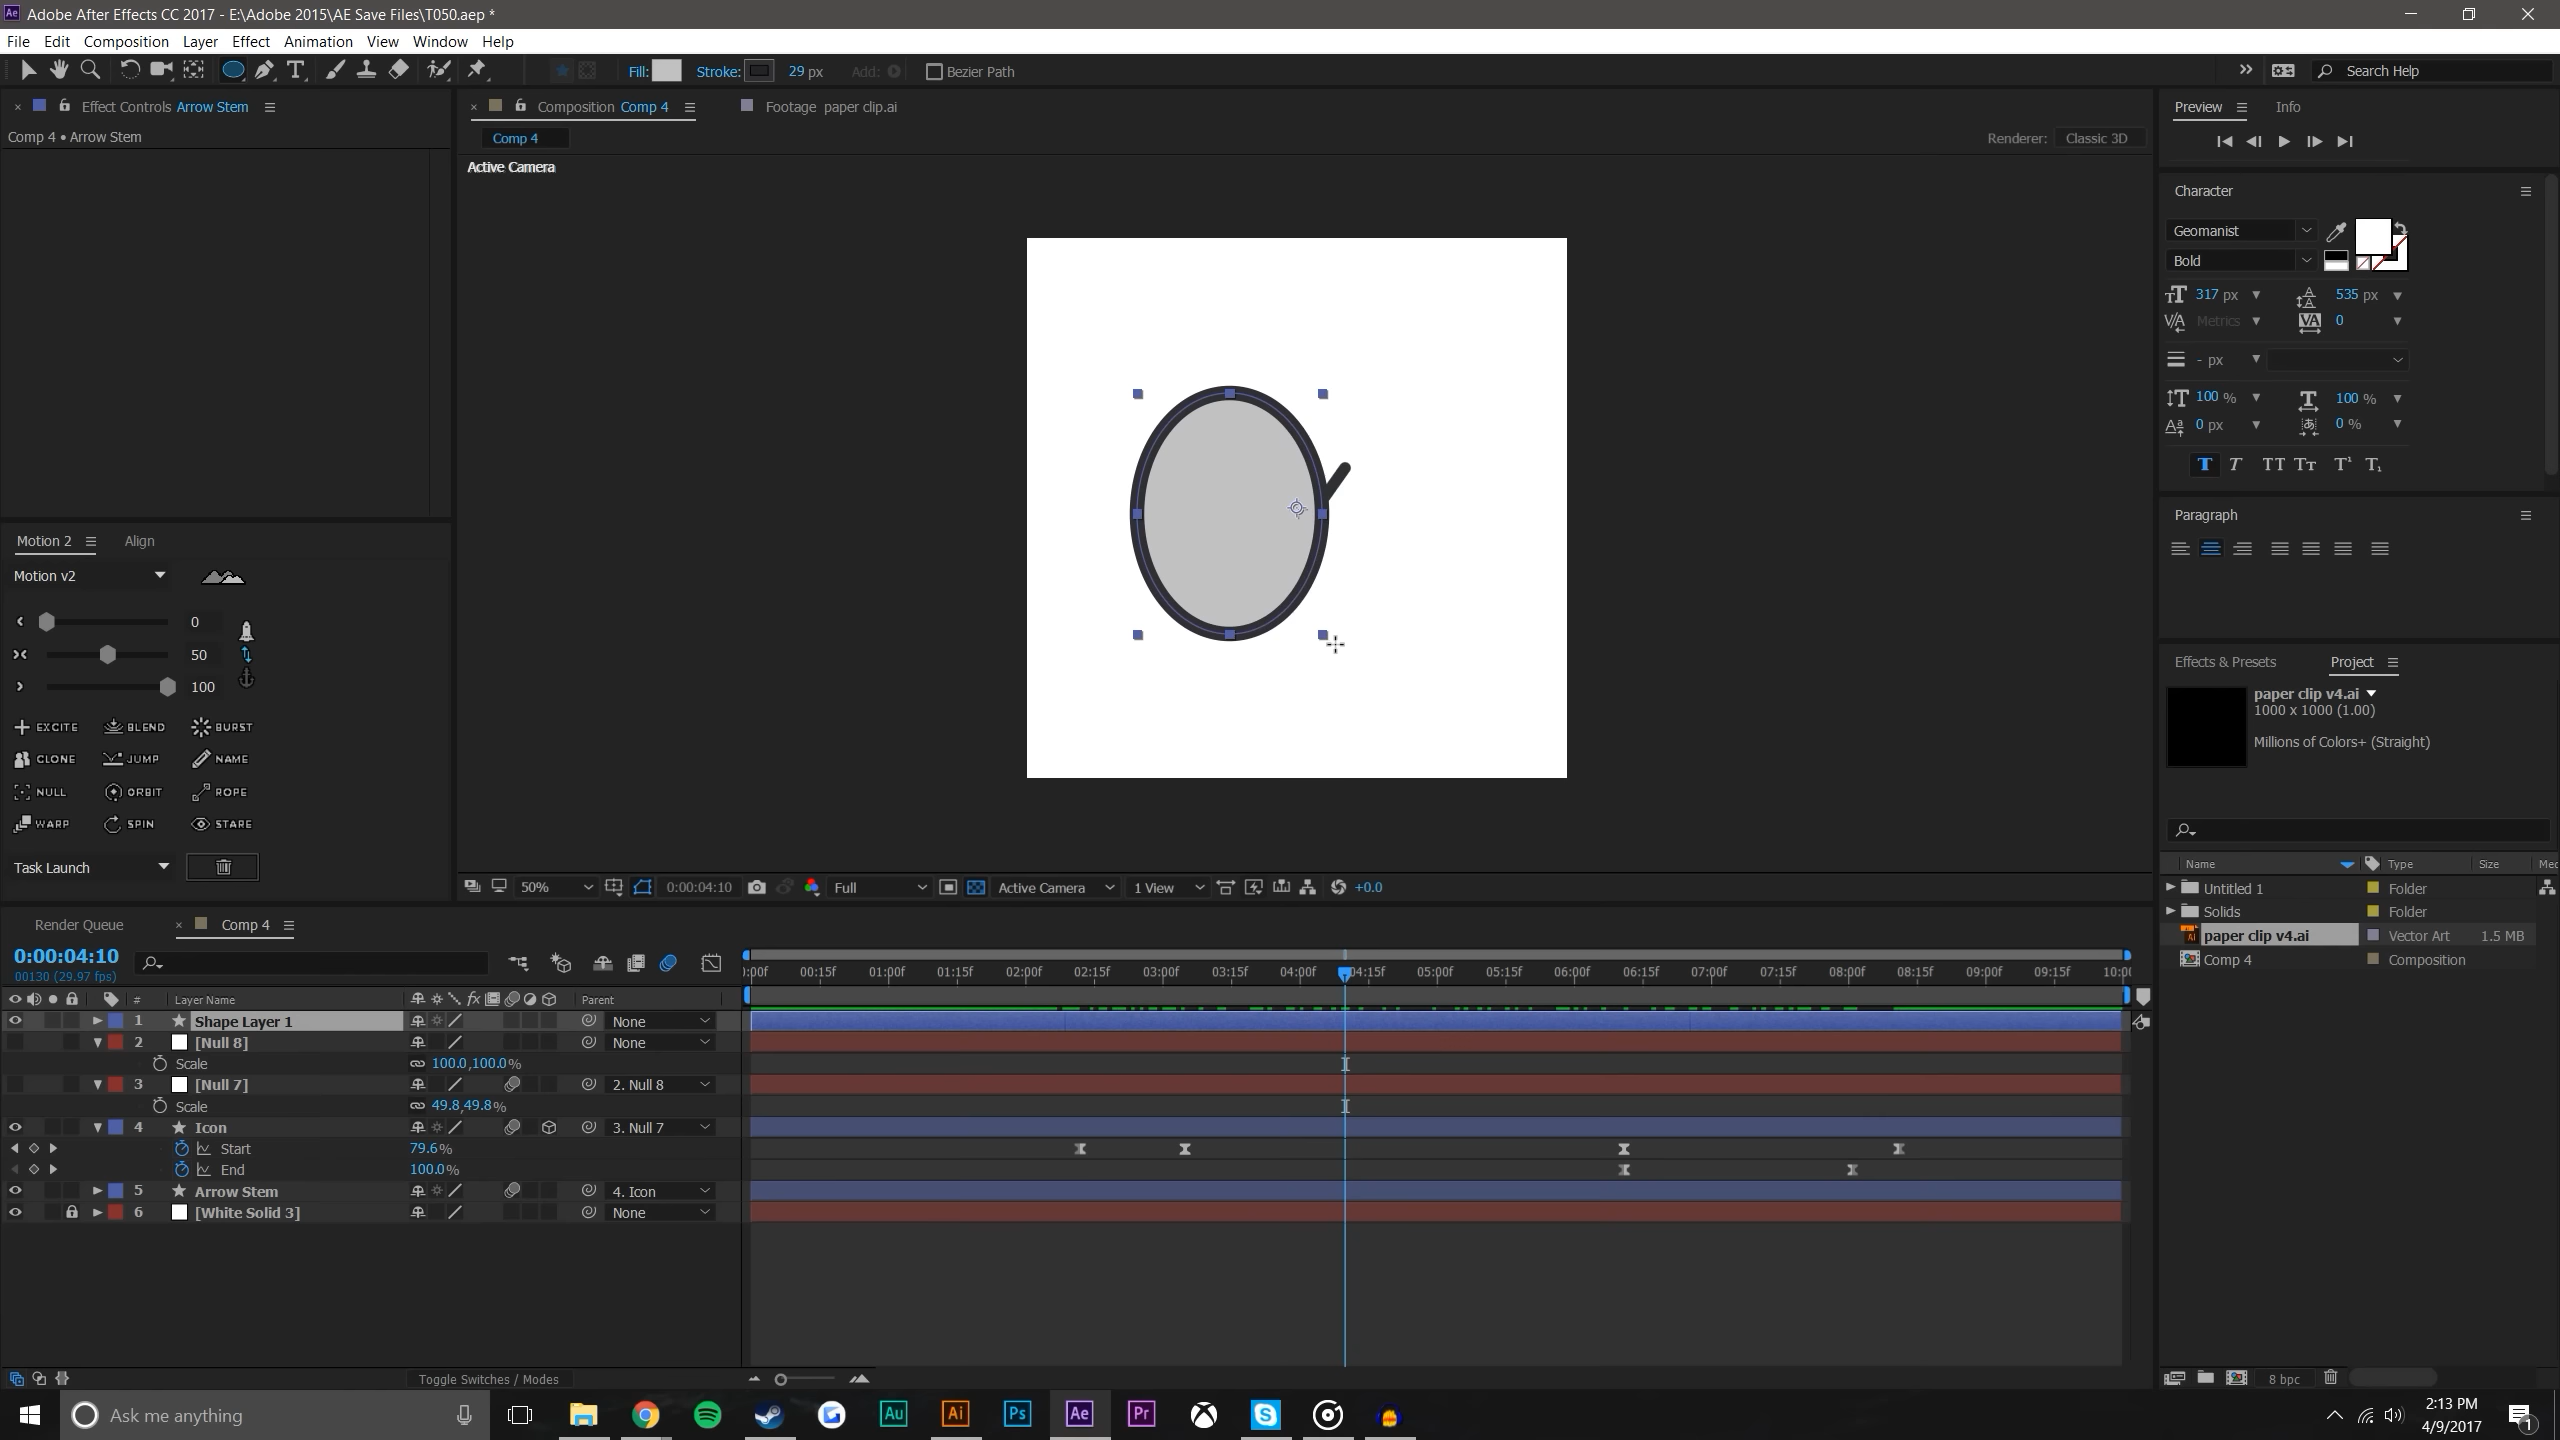 Adobe After Effects CC 2017 - E:\Adobe 2015\AE Save Files\T050.aep *
File Edit Composition Layer Effect Animation View Window Help
Fill: Stroke: 29 px Add: Bezier Path Search Help
Effect Controls Arrow Stem
Comp 4 • Arrow Stem
Composition Comp 4 Footage paper clip.ai
Comp 4 Renderer: Classic 3D
Active Camera
Preview Info
Character
Geomanist
Bold
317 px 535 px
Metrics 0
- px
100 % 100 %
0 px 0 %
Paragraph
Motion 2 Align
Motion v2
0
50
100
EXCITE BLEND BURST
CLONE JUMP NAME
NULL ORBIT ROPE
WARP SPIN STARE
Task Launch
50% 0:00:04:10 Full Active Camera 1 View +0.0
Effects & Presets Project
paper clip v4.ai
1000 x 1000 (1.00)
Millions of Colors+ (Straight)
Name Type Size Med
Untitled 1 Folder
Solids Folder
paper clip v4.ai Vector Art 1.5 MB
Comp 4 Composition
8 bpc
Render Queue Comp 4
0:00:04:10
00130 (29.97 fps)
):00f 00:15f 01:00f 01:15f 02:00f 02:15f 03:00f 03:15f 04:00f 04:15f 05:00f 05:15f 06:00f 06:15f 07:00f 07:15f 08:00f 08:15f 09:00f 09:15f 10:00
# Layer Name Parent
1 Shape Layer 1 None
2 [Null 8] None
Scale 100.0,100.0%
3 [Null 7] 2. Null 8
Scale 49.8,49.8%
4 Icon 3. Null 7
Start 79.6%
End 100.0%
5 Arrow Stem 4. Icon
6 [White Solid 3] None
Toggle Switches / Modes
Ask me anything
Au Ai Ps Ae Pr
2:13 PM
4/9/2017
1